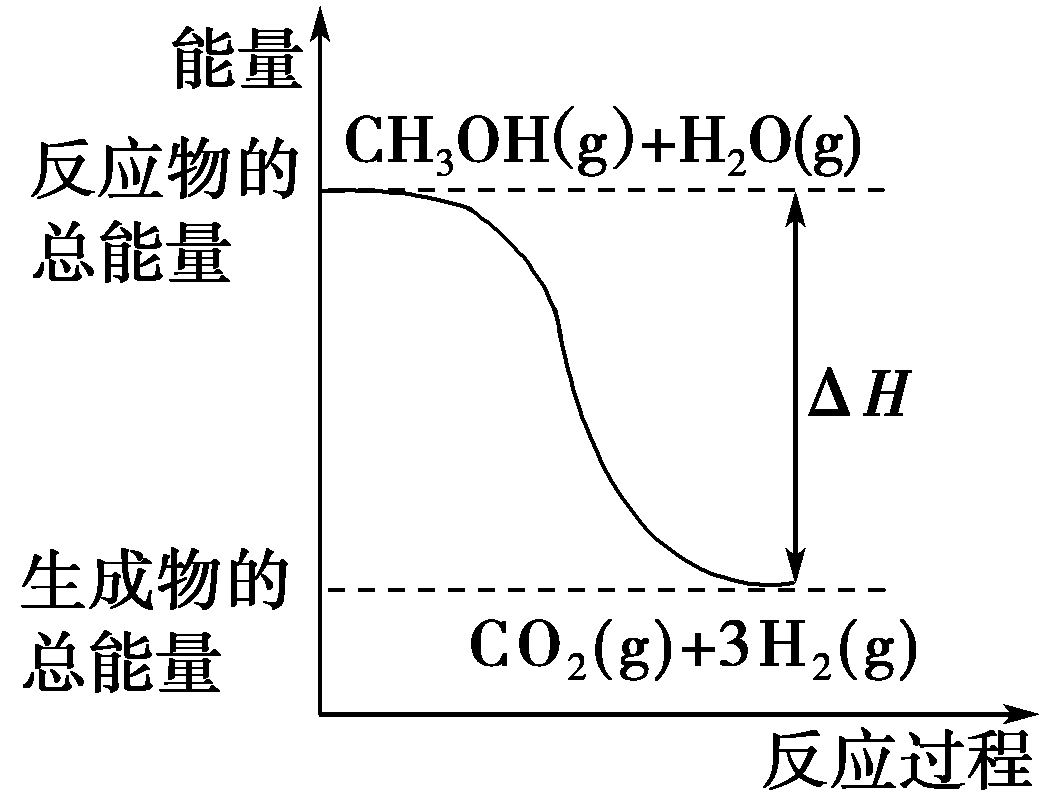 能量
CH₃OH(g)+H₂O(g)
反应物的
总能量
ΔH
生成物的
总能量
CO₂(g)+3H₂(g)
反应过程